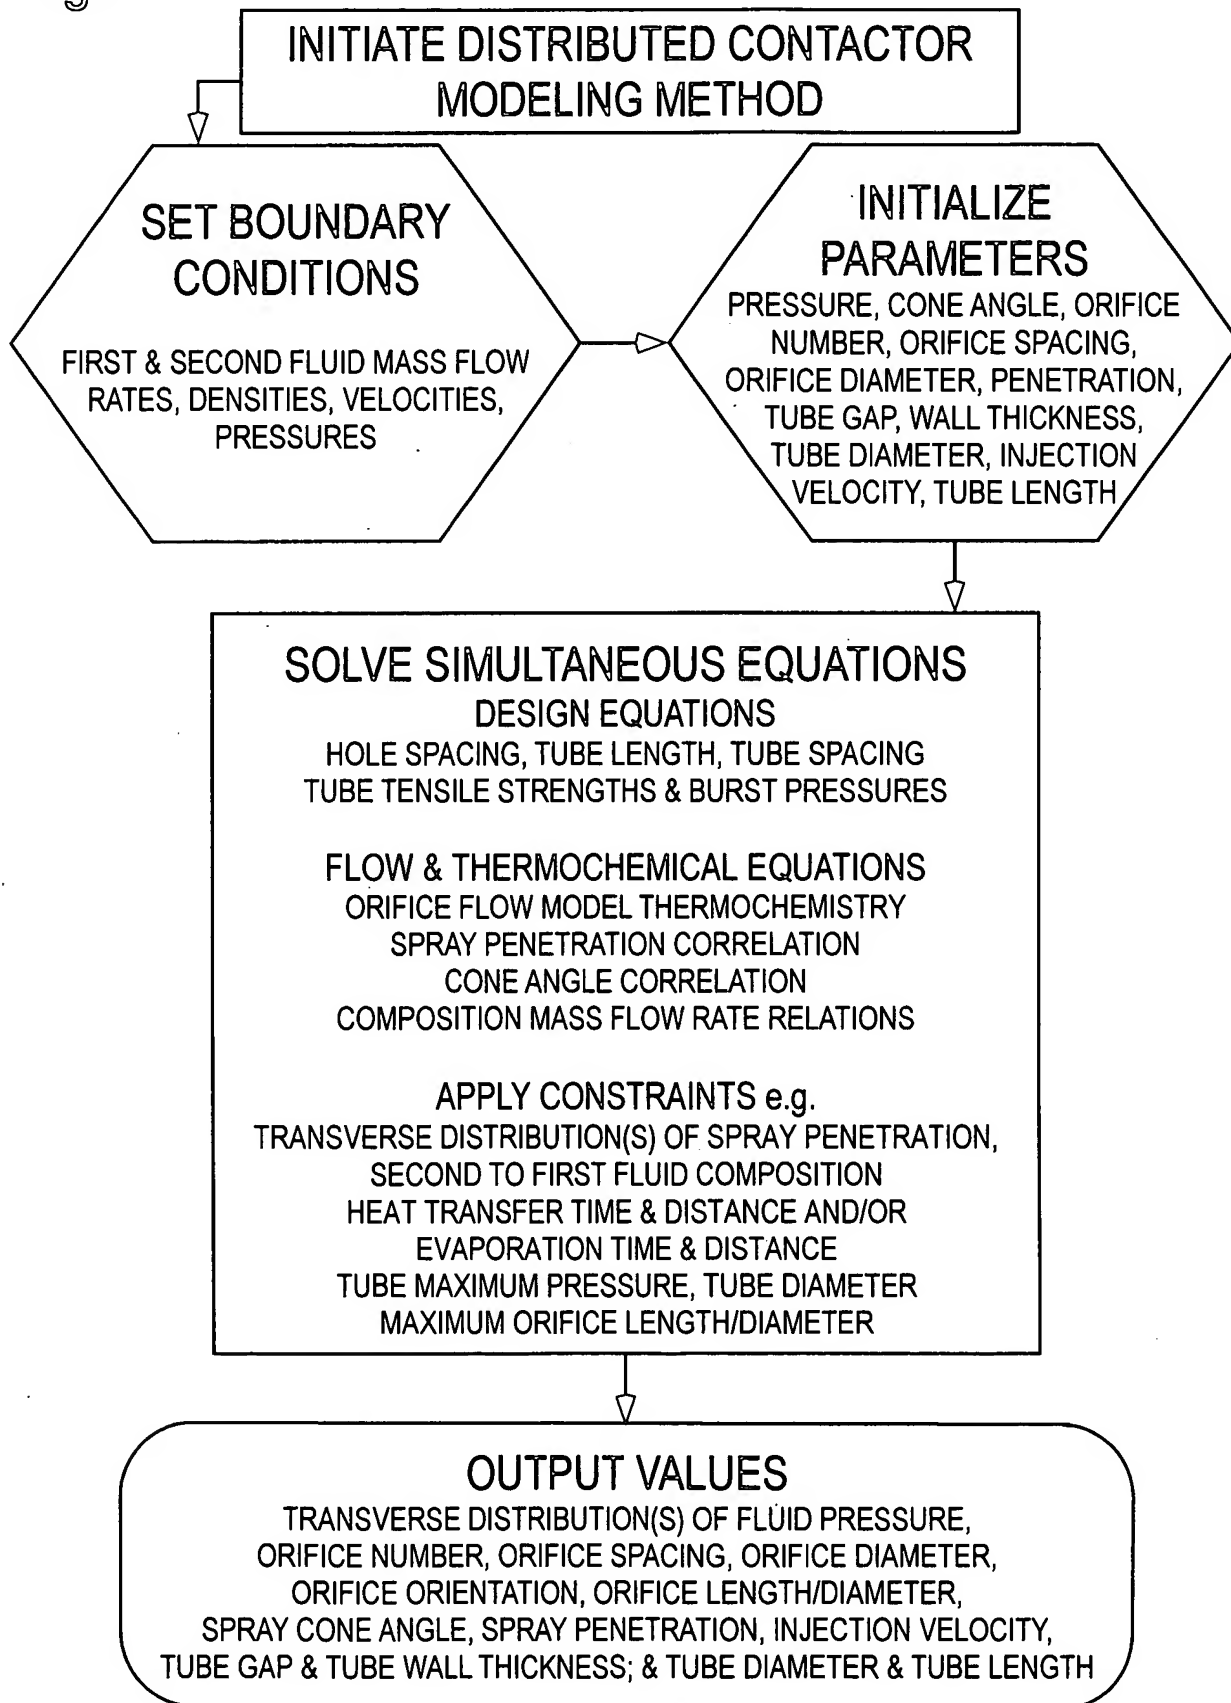 INITIATE DISTRIBUTED CONTACTOR
MODELING METHOD
SET BOUNDARY
CONDITIONS
FIRST & SECOND FLUID MASS FLOW
RATES, DENSITIES, VELOCITIES,
PRESSURES
INITIALIZE
PARAMETERS
PRESSURE, CONE ANGLE, ORIFICE
NUMBER, ORIFICE SPACING,
ORIFICE DIAMETER, PENETRATION,
TUBE GAP, WALL THICKNESS,
TUBE DIAMETER, INJECTION
VELOCITY, TUBE LENGTH
SOLVE SIMULTANEOUS EQUATIONS
DESIGN EQUATIONS
HOLE SPACING, TUBE LENGTH, TUBE SPACING
TUBE TENSILE STRENGTHS & BURST PRESSURES
FLOW & THERMOCHEMICAL EQUATIONS
ORIFICE FLOW MODEL THERMOCHEMISTRY
SPRAY PENETRATION CORRELATION
CONE ANGLE CORRELATION
COMPOSITION MASS FLOW RATE RELATIONS
APPLY CONSTRAINTS e.g.
TRANSVERSE DISTRIBUTION(S) OF SPRAY PENETRATION,
SECOND TO FIRST FLUID COMPOSITION
HEAT TRANSFER TIME & DISTANCE AND/OR
EVAPORATION TIME & DISTANCE
TUBE MAXIMUM PRESSURE, TUBE DIAMETER
MAXIMUM ORIFICE LENGTH/DIAMETER
OUTPUT VALUES
TRANSVERSE DISTRIBUTION(S) OF FLUID PRESSURE,
ORIFICE NUMBER, ORIFICE SPACING, ORIFICE DIAMETER,
ORIFICE ORIENTATION, ORIFICE LENGTH/DIAMETER,
SPRAY CONE ANGLE, SPRAY PENETRATION, INJECTION VELOCITY,
TUBE GAP & TUBE WALL THICKNESS; & TUBE DIAMETER & TUBE LENGTH